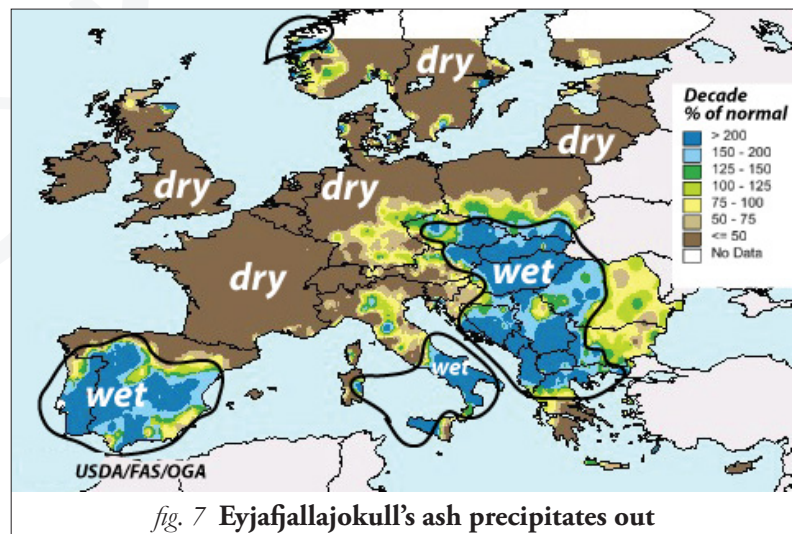 dry
dry
dry
dry
dry
wet
wet
wet
Decade
% of normal
> 200
150 - 200
125 - 150
100 - 125
75 - 100
50 - 75
<= 50
No Data
USDA/FAS/OGA
fig. 7 Eyjafjallajokull's ash precipitates out